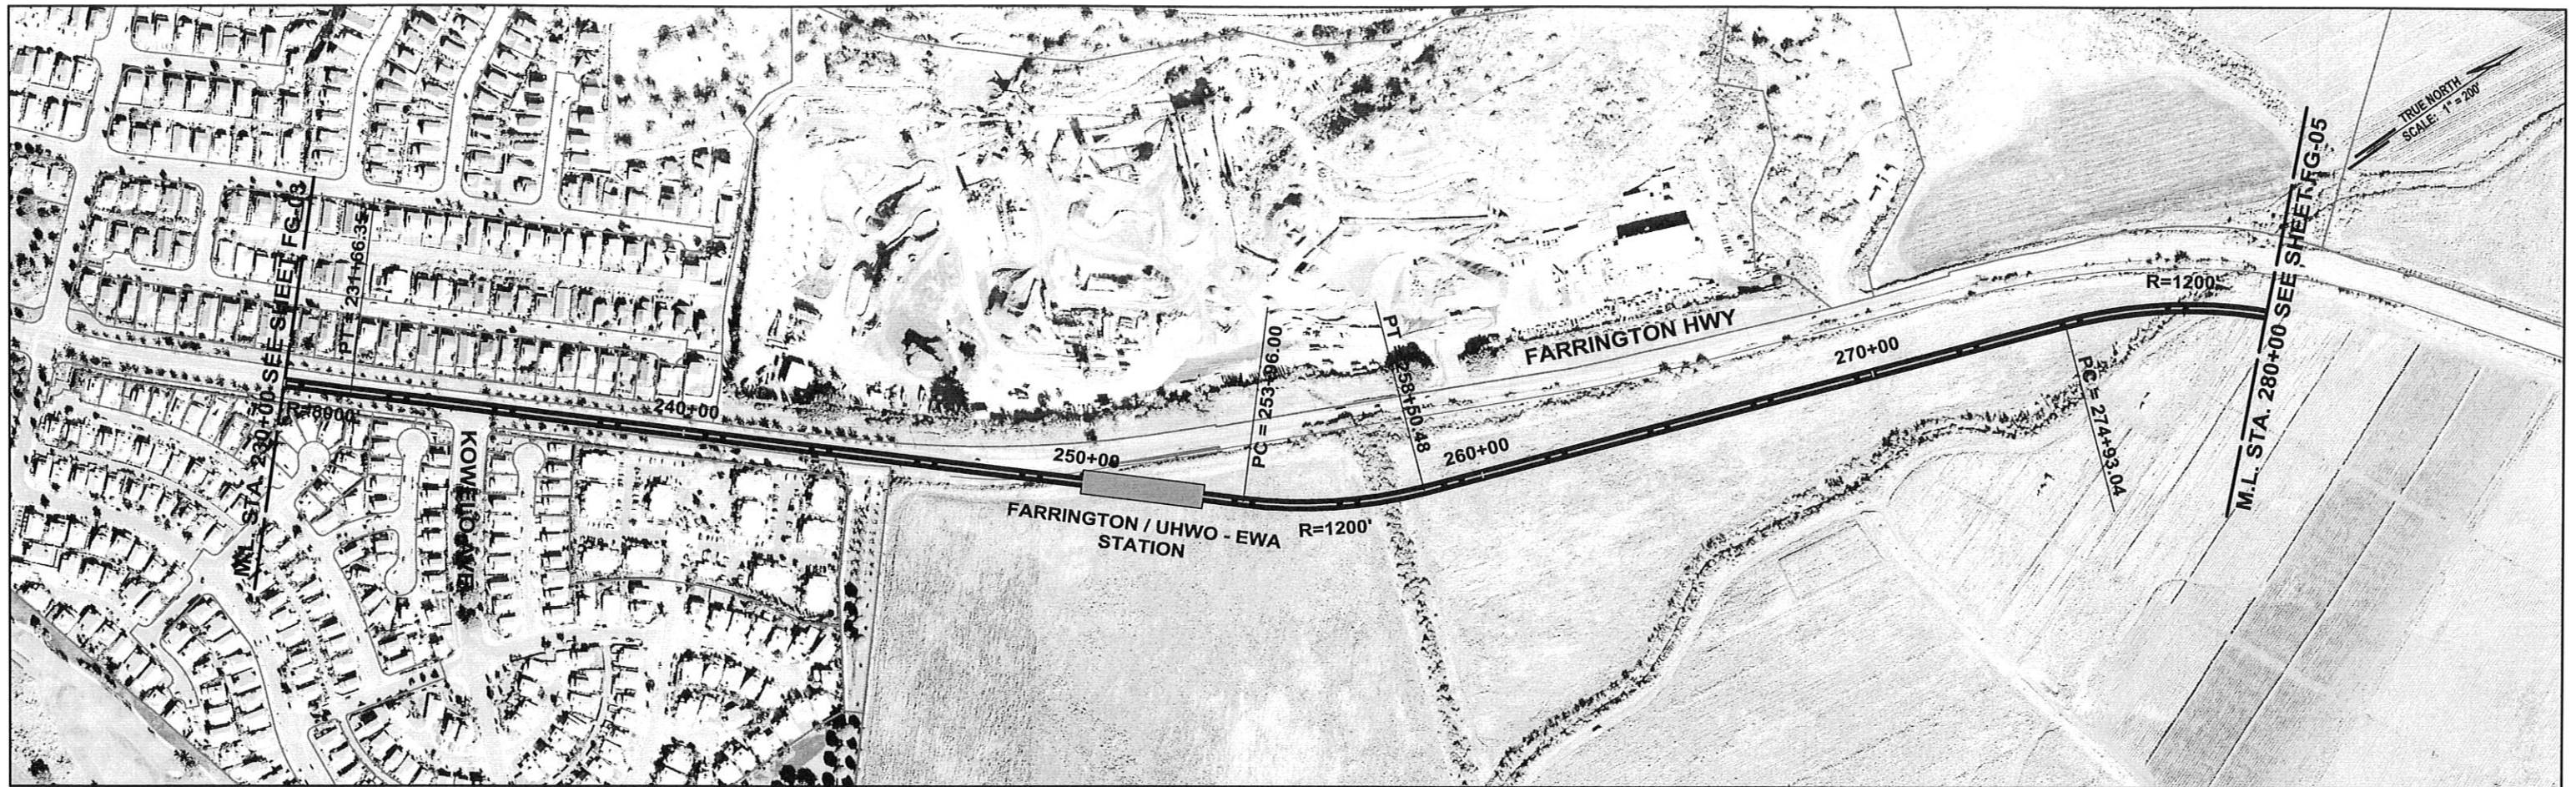 M.L. STA. 230+00 SEE SHEET FG-03
PT = 231+66.35
R=8000'
KOWELO AVE.
240+00
250+00
FARRINGTON / UHWO - EWA
STATION
PC = 253+96.00
R=1200'
PT = 258+50.48
260+00
FARRINGTON HWY
270+00
PC = 274+93.04
R=1200'
M.L. STA. 280+00 SEE SHEET FG-05
TRUE NORTH
SCALE: 1" = 200'